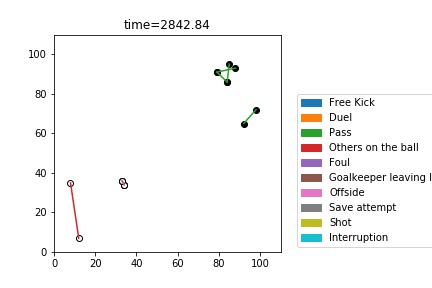 time=2842.84
100
80
60
40
20
0
0 20 40 60 80 100
Free Kick
Duel
Pass
Others on the ball
Foul
Goalkeeper leaving l
Offside
Save attempt
Shot
Interruption